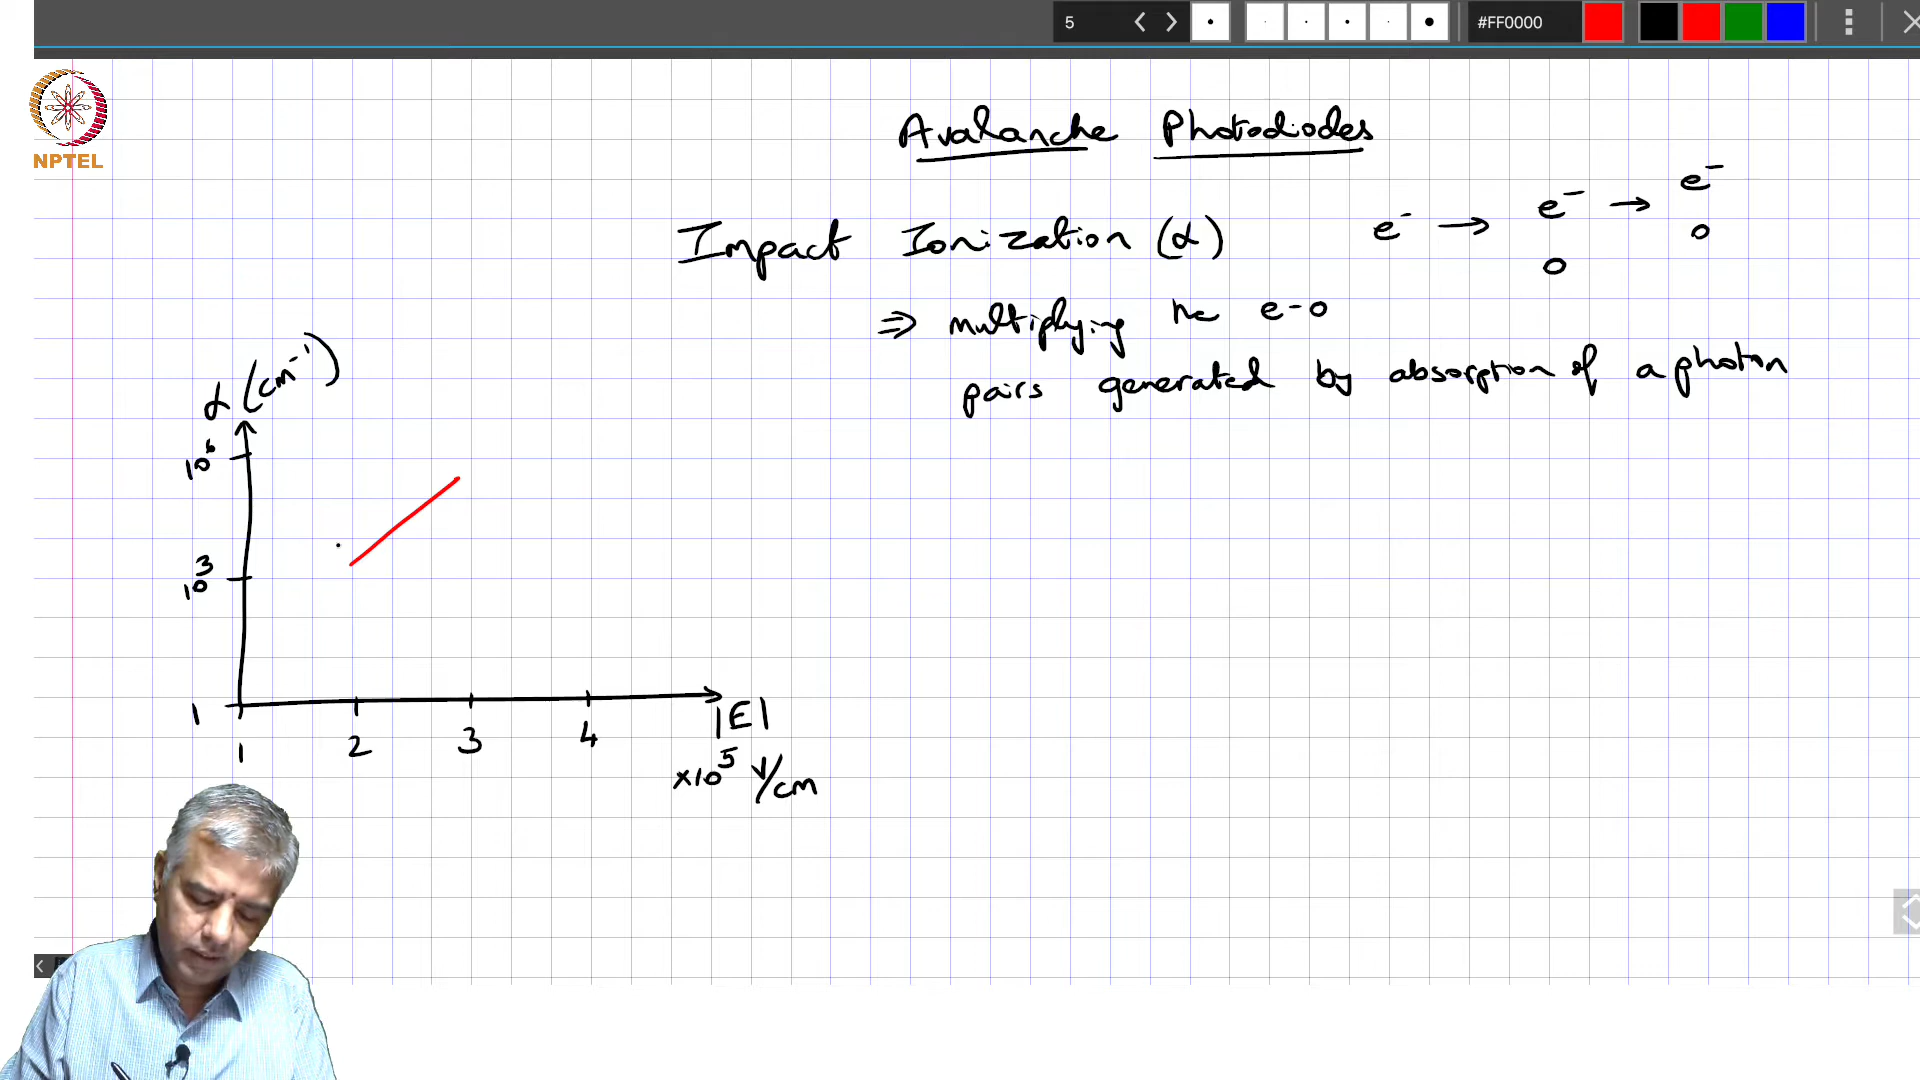 5
#FF0000
NPTEL
Avalanche Photodiodes
Impact Ionization (α)
e⁻ → e⁻ → e⁻
o o
⇒ multiplying the e-o
pairs generated by absorption of a photon
α (cm⁻¹)
10⁶
10³
1
1 2 3 4
|E|
×10⁵ V/cm